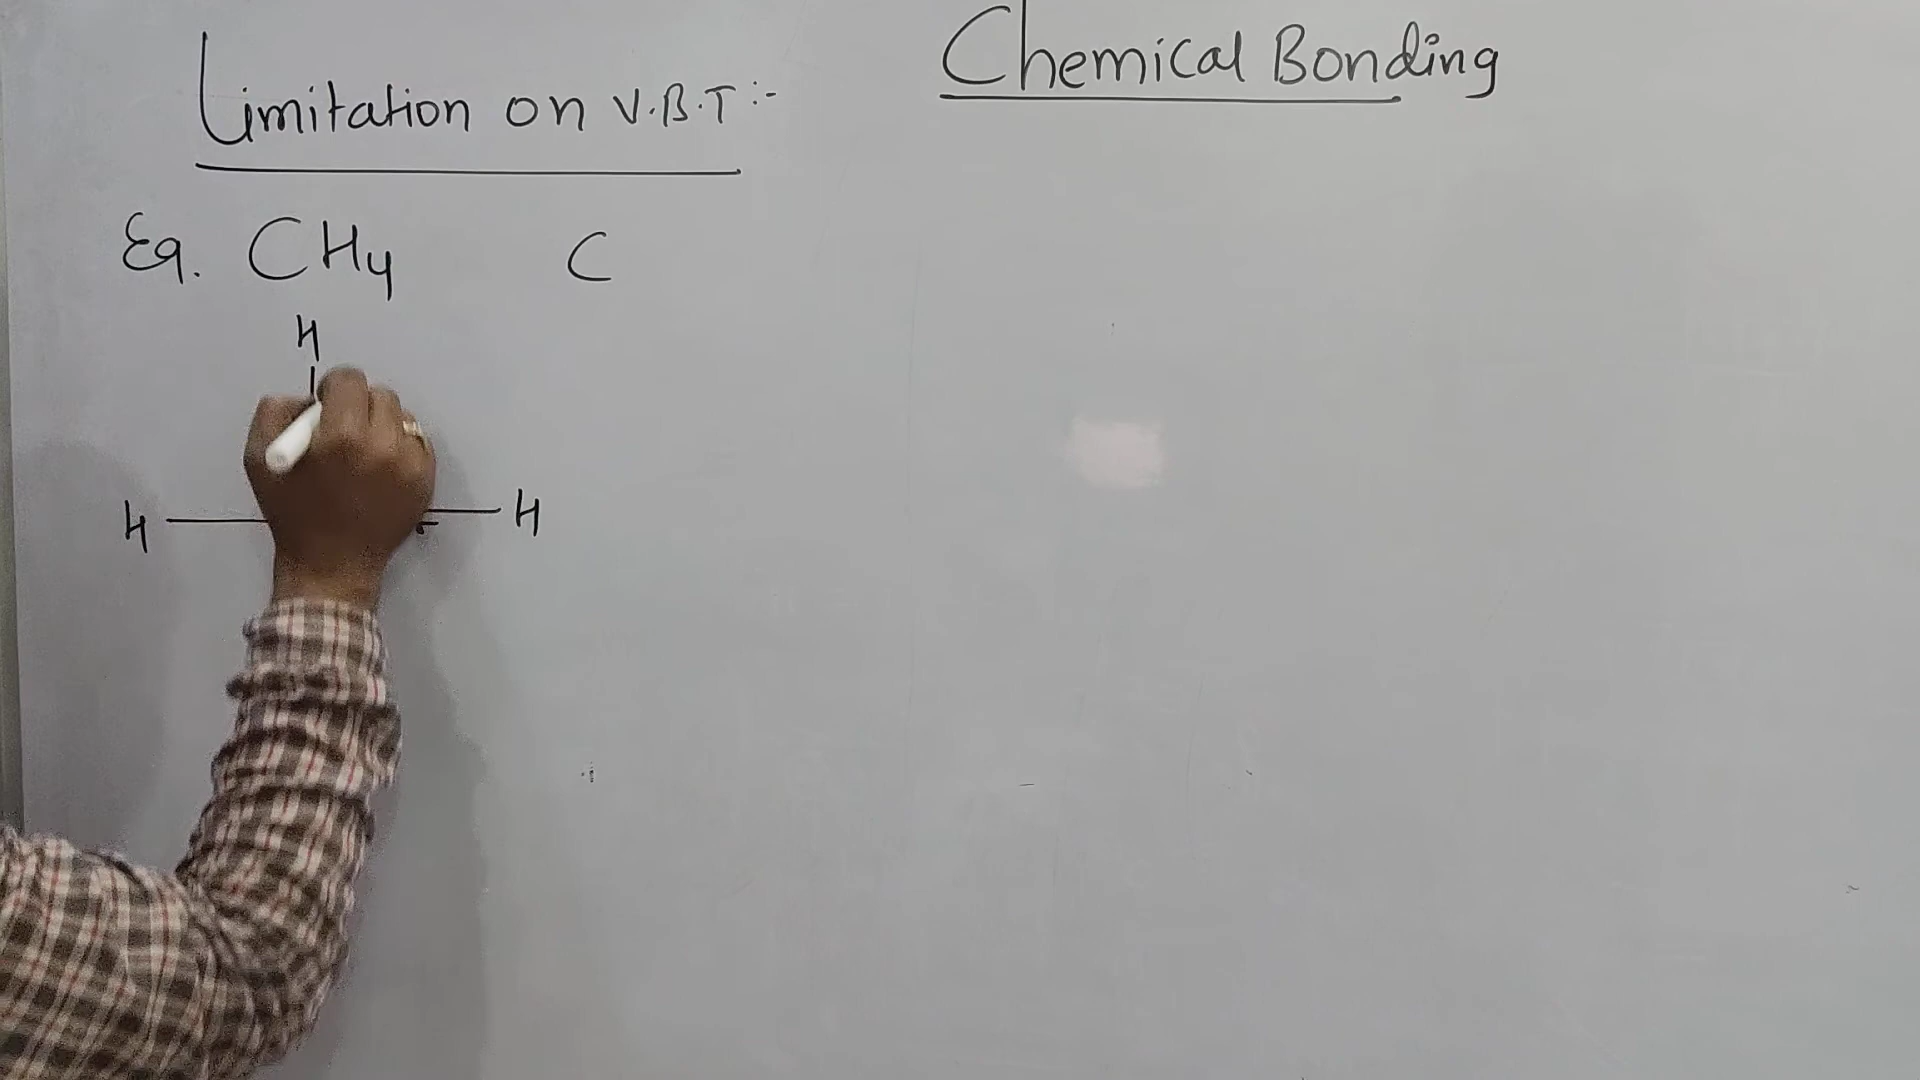 Chemical Bonding
Limitation on V.B.T:-
Eg. CH4 C
H
H H